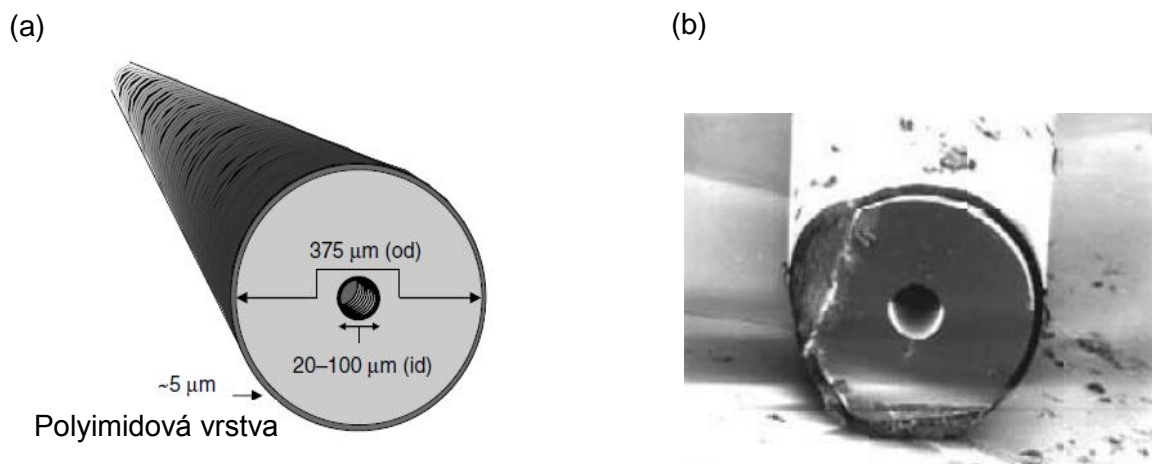 (a)
(b)
375 μm (od)
20–100 μm (id)
~5 μm
Polyimidová vrstva